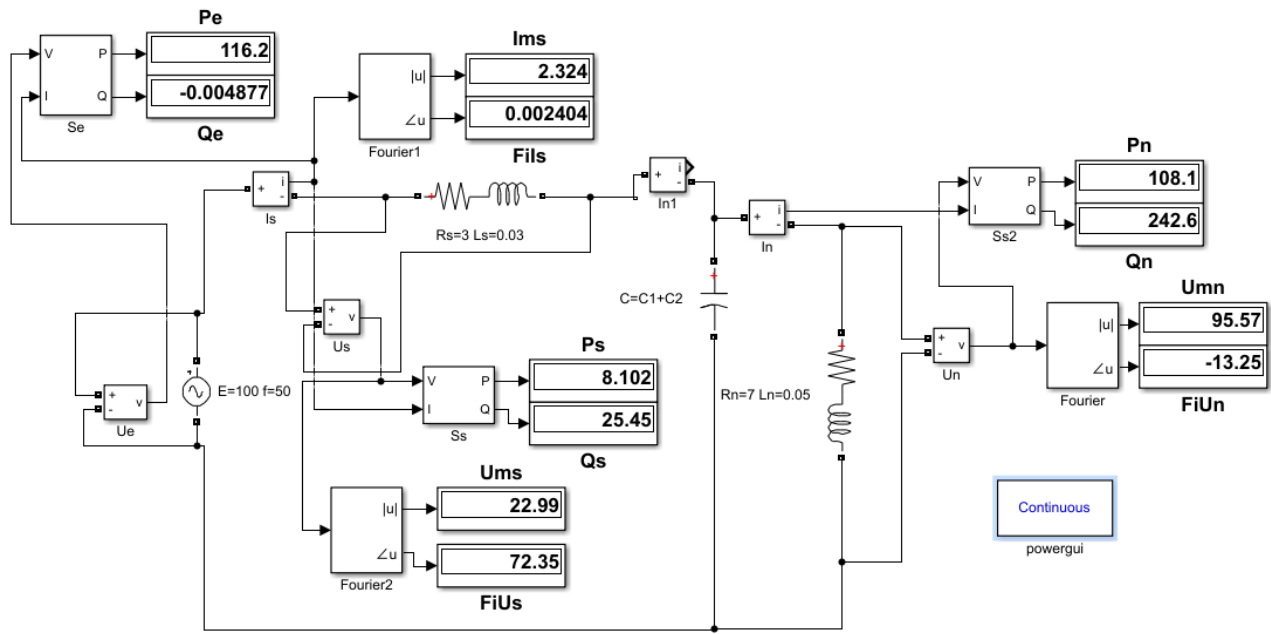 Pe
V P
116.2
I Q
-0.004877
Se
Qe
Ims
|u|
2.324
∠u
0.002404
Fourier1
FiIs
+ i
-
Is
Rs=3 Ls=0.03
+ i
-
In1
+ i
-
In
Pn
V P
108.1
I Q
242.6
Ss2
Qn
C=C1+C2
+
- v
Us
Umn
|u|
95.57
∠u
-13.25
Fourier
FiUn
+
- v
Un
Ps
V P
8.102
I Q
25.45
Ss
Qs
E=100 f=50
+
- v
Ue
Rn=7 Ln=0.05
Ums
|u|
22.99
∠u
72.35
Fourier2
FiUs
Continuous
powergui